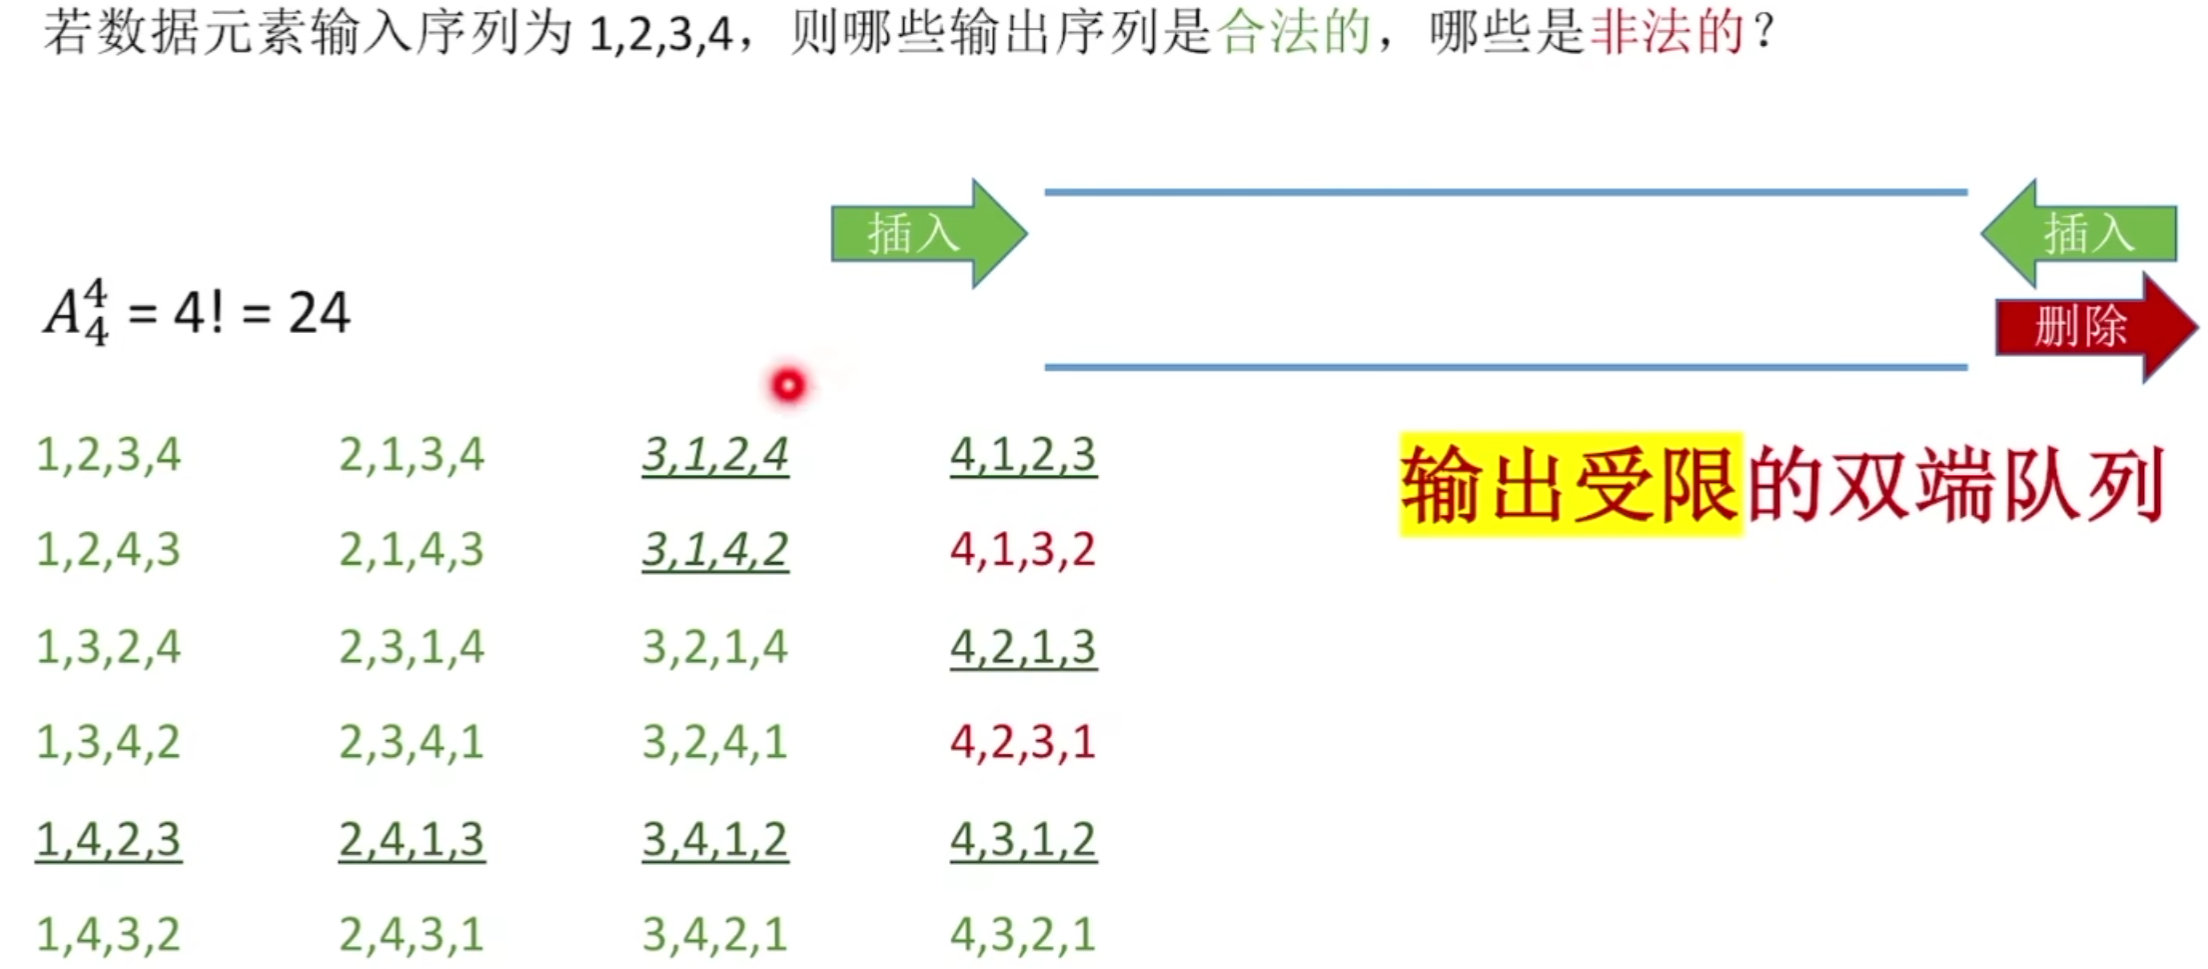 若数据元素输入序列为 1,2,3,4，则哪些输出序列是合法的，哪些是非法的？
插入 插入
删除
A₄⁴ = 4! = 24
1,2,3,4 2,1,3,4 3,1,2,4 4,1,2,3
输出受限的双端队列
1,2,4,3 2,1,4,3 3,1,4,2 4,1,3,2
1,3,2,4 2,3,1,4 3,2,1,4 4,2,1,3
1,3,4,2 2,3,4,1 3,2,4,1 4,2,3,1
1,4,2,3 2,4,1,3 3,4,1,2 4,3,1,2
1,4,3,2 2,4,3,1 3,4,2,1 4,3,2,1